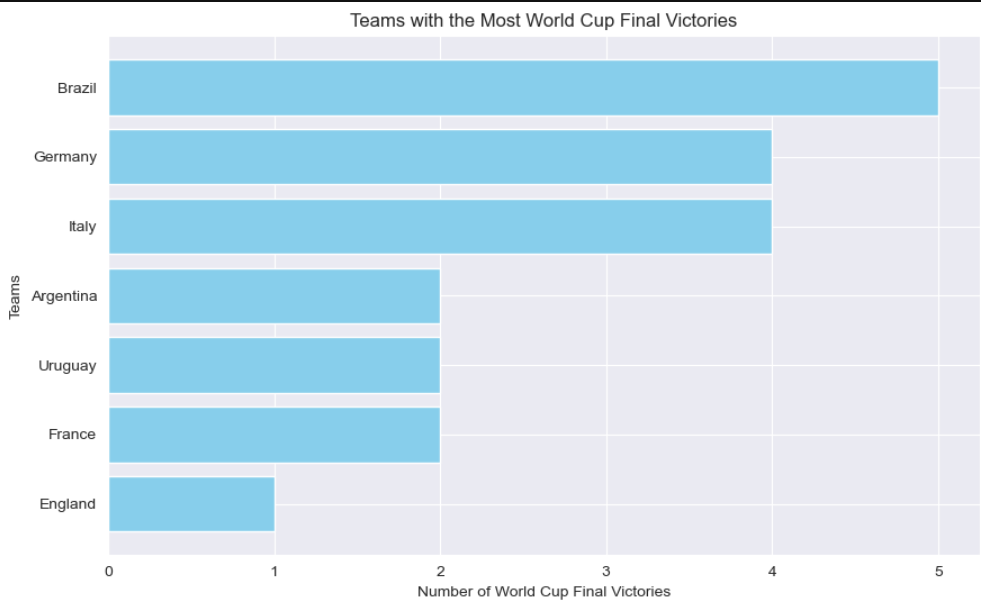 Teams with the Most World Cup Final Victories
Brazil
Germany
Italy
Argentina
Uruguay
France
England
Teams
0 1 2 3 4 5
Number of World Cup Final Victories